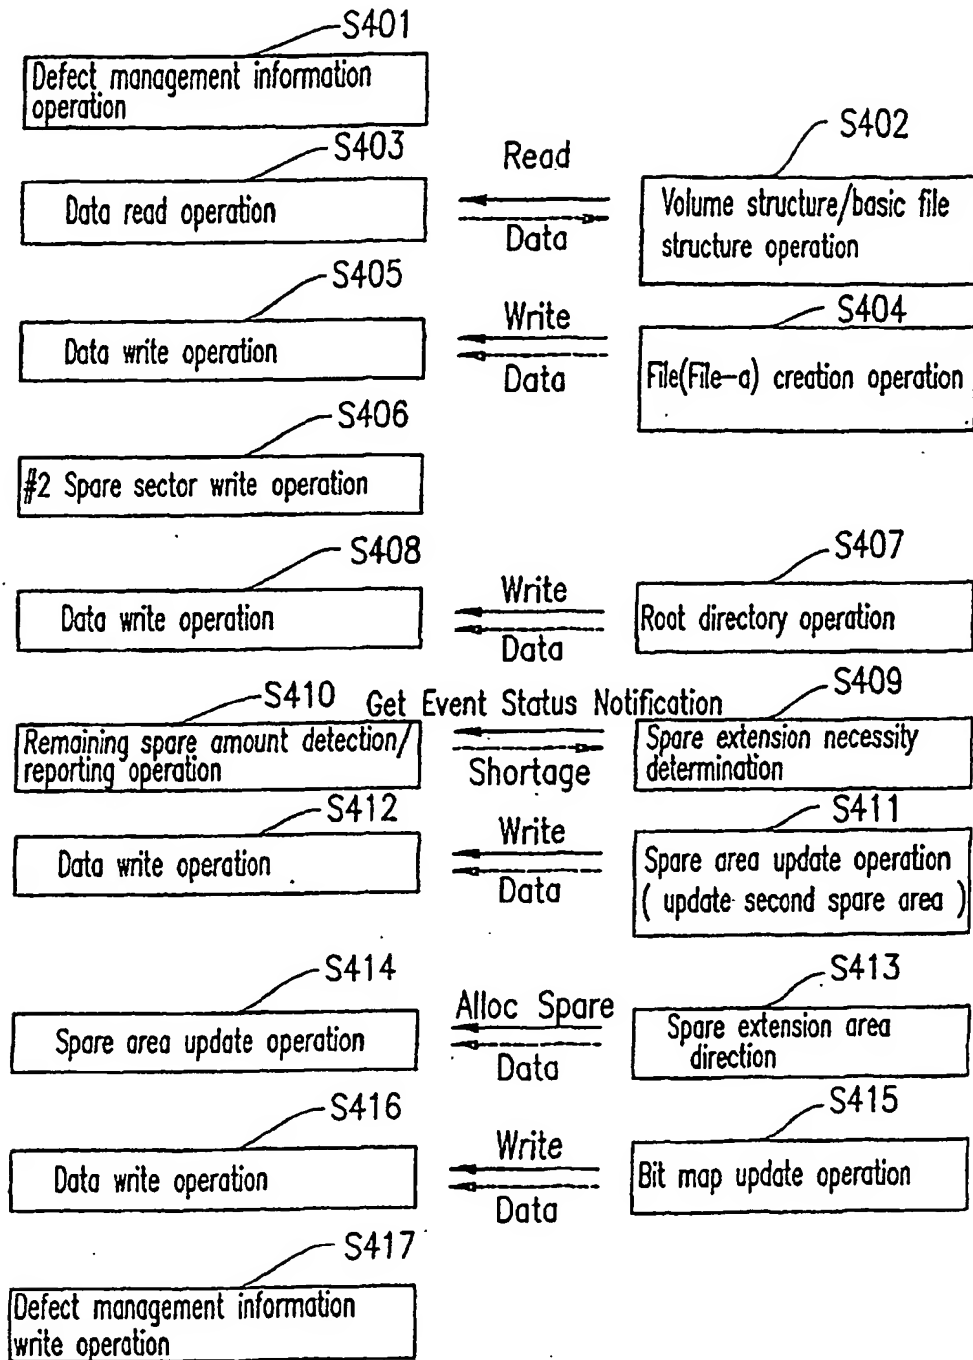 S401
Defect management information
operation
S402
S403
Read
Data read operation
Volume structure/basic file
structure operation
Data
S405
S404
Write
Data write operation
File(File-a) creation operation
Data
S406
#2 Spare sector write operation
S408
S407
Write
Data write operation
Root directory operation
Data
S410
S409
Get Event Status Notification
Remaining spare amount detection/
reporting operation
Spare extension necessity
determination
Shortage
S412
S411
Write
Data write operation
Spare area update operation
( update second spare area )
Data
S414
S413
Alloc Spare
Spare area update operation
Spare extension area
direction
Data
S416
S415
Write
Data write operation
Bit map update operation
Data
S417
Defect management information
write operation